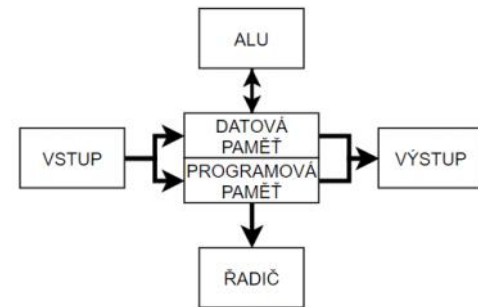 ALU
DATOVÁ
PAMĚŤ
VSTUP
VÝSTUP
PROGRAMOVÁ
PAMĚŤ
ŘADIČ